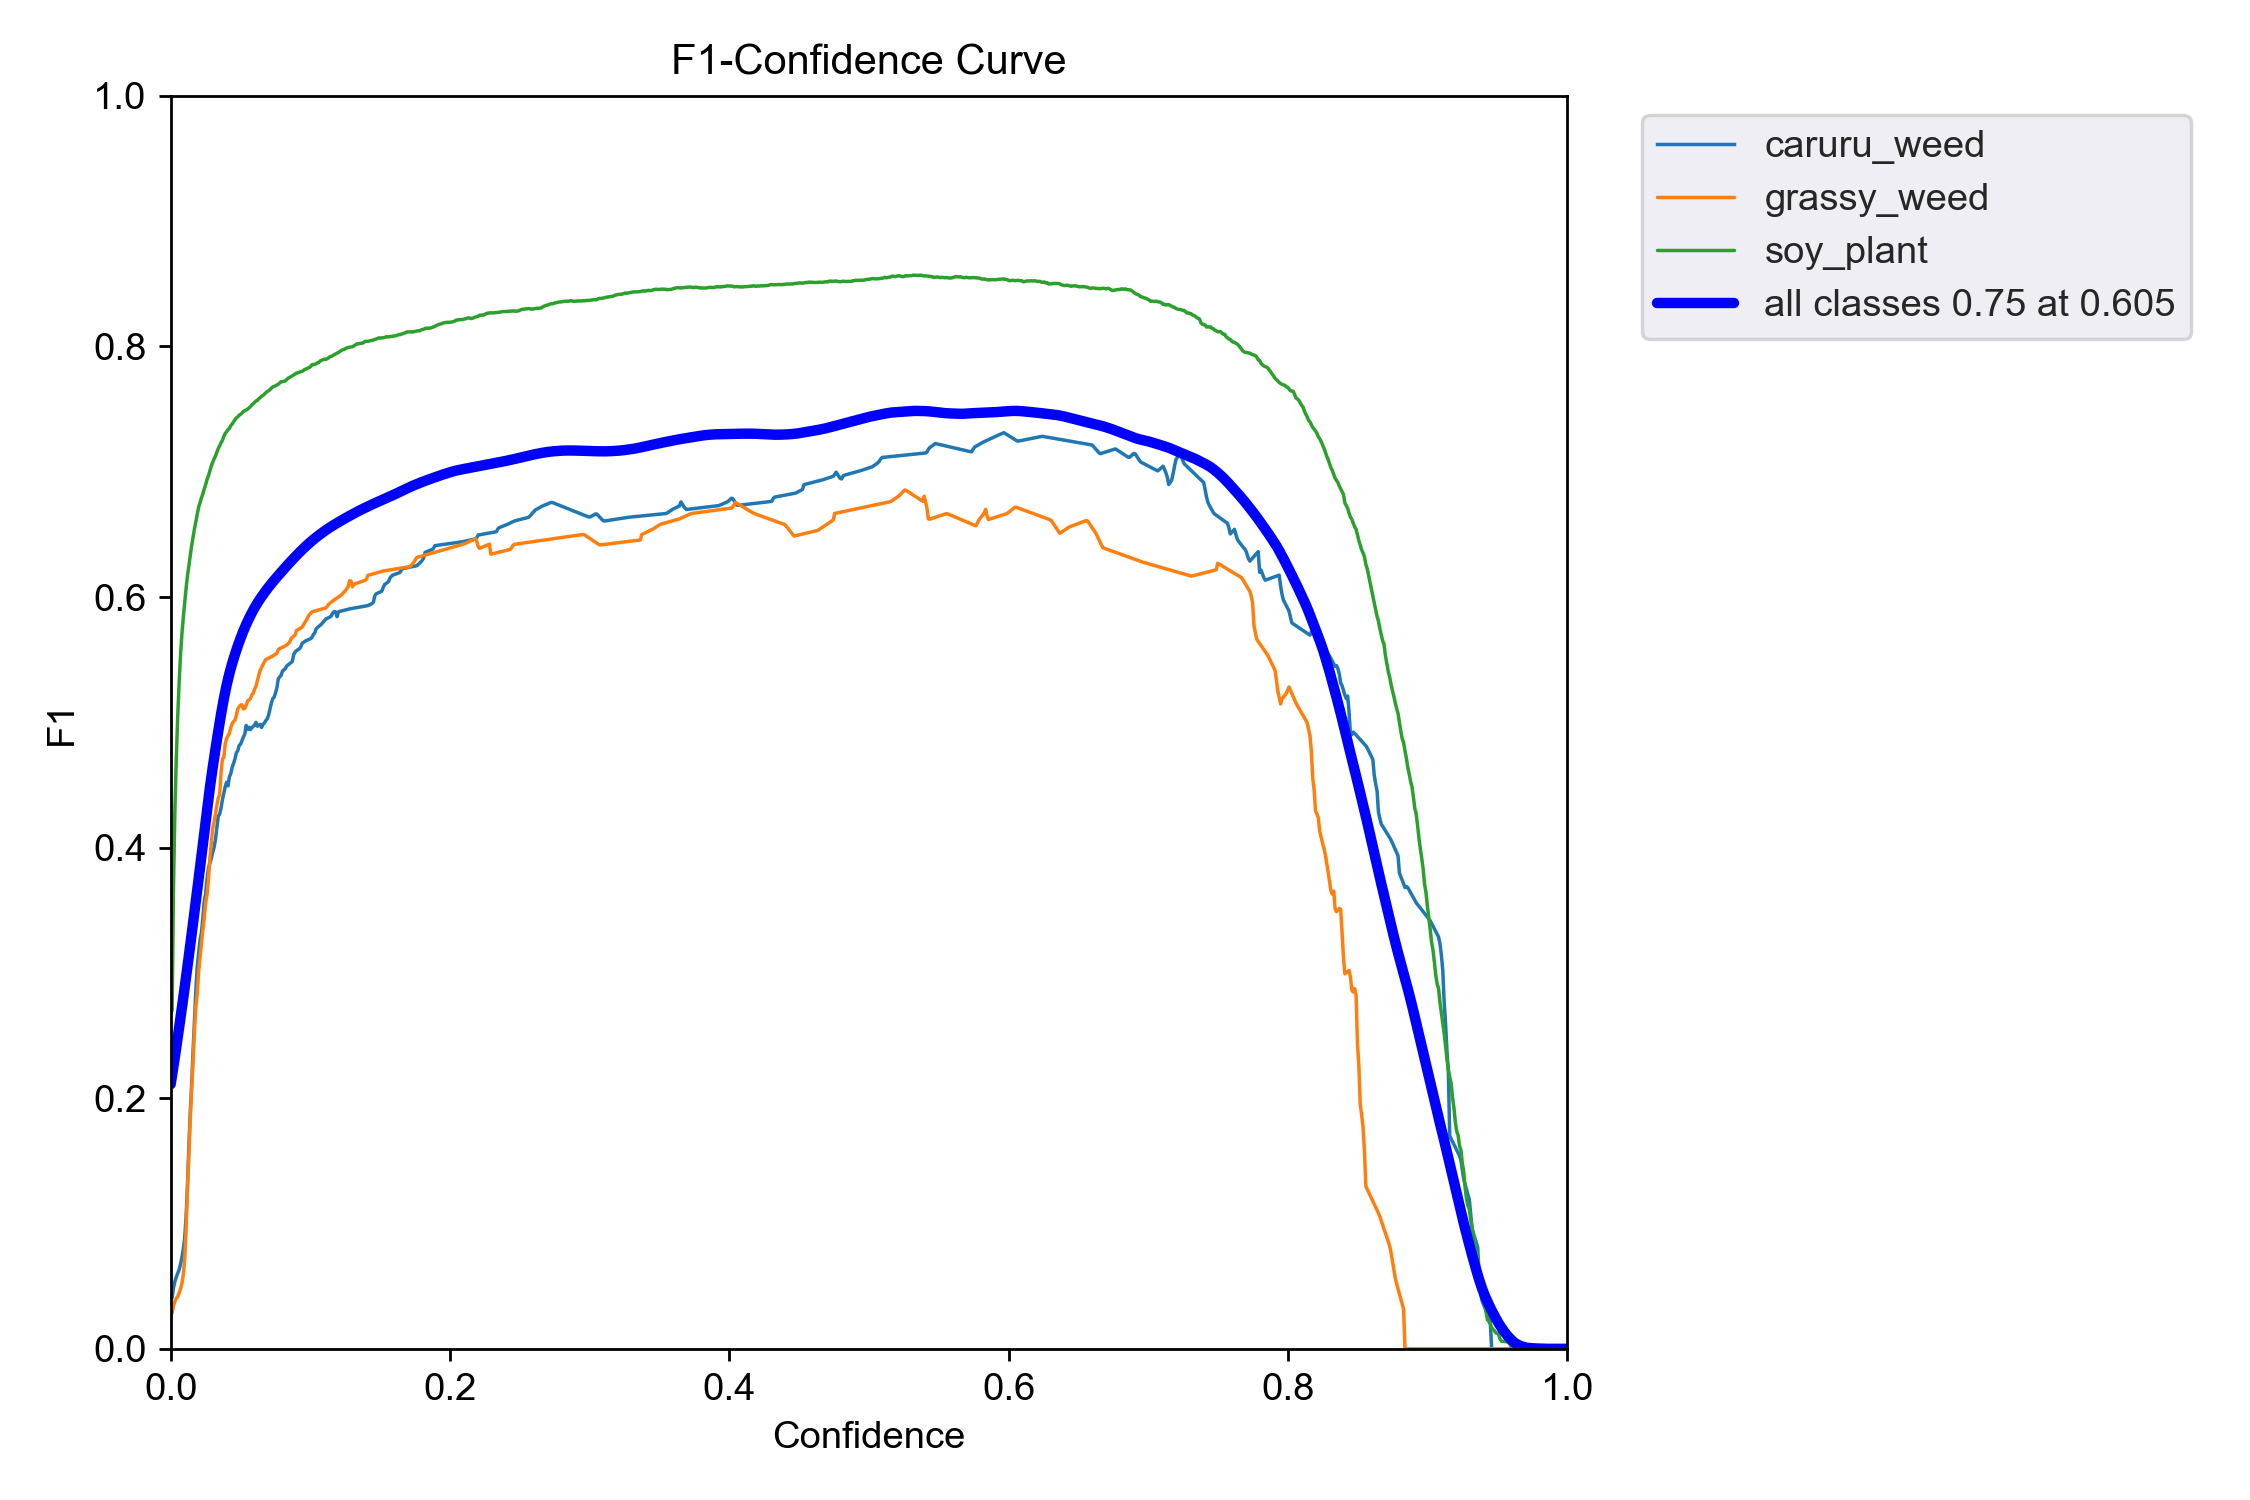 F1-Confidence Curve
1.0
0.8
0.6
0.4
0.2
0.0
F1
0.0 0.2 0.4 0.6 0.8 1.0
Confidence
caruru_weed
grassy_weed
soy_plant
all classes 0.75 at 0.605